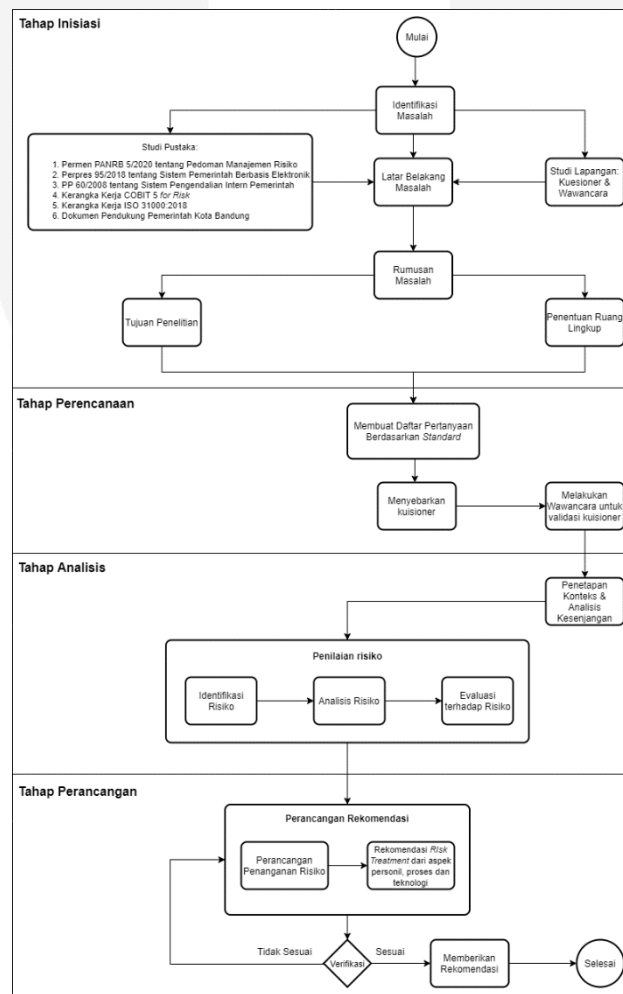 Tahap Inisiasi
Mulai
Identifikasi
Masalah
Studi Pustaka:
1. Permen PANRB 5/2020 tentang Pedoman Manajemen Risiko
2. Perpres 95/2018 tentang Sistem Pemerintah Berbasis Elektronik
3. PP 60/2008 tentang Sistem Pengendalian Intern Pemerintah
4. Kerangka Kerja COBIT 5 for Risk
5. Kerangka Kerja ISO 31000:2018
6. Dokumen Pendukung Pemerintah Kota Bandung
Latar Belakang
Masalah
Studi Lapangan:
Kuesioner &
Wawancara
Rumusan
Masalah
Tujuan Penelitian
Penentuan Ruang
Lingkup
Tahap Perencanaan
Membuat Daftar Pertanyaan
Berdasarkan Standard
Menyebarkan
kuisioner
Melakukan
Wawancara untuk
validasi kuisioner
Tahap Analisis
Penetapan
Konteks &
Analisis
Kesenjangan
Penilaian risiko
Identifikasi
Risiko
Analisis Risiko
Evaluasi
terhadap Risiko
Tahap Perancangan
Perancangan Rekomendasi
Perancangan
Penanganan Risiko
Rekomendasi Risk
Treatment dari aspek
personil, proses dan
teknologi
Tidak Sesuai
Verifikasi
Sesuai
Memberikan
Rekomendasi
Selesai